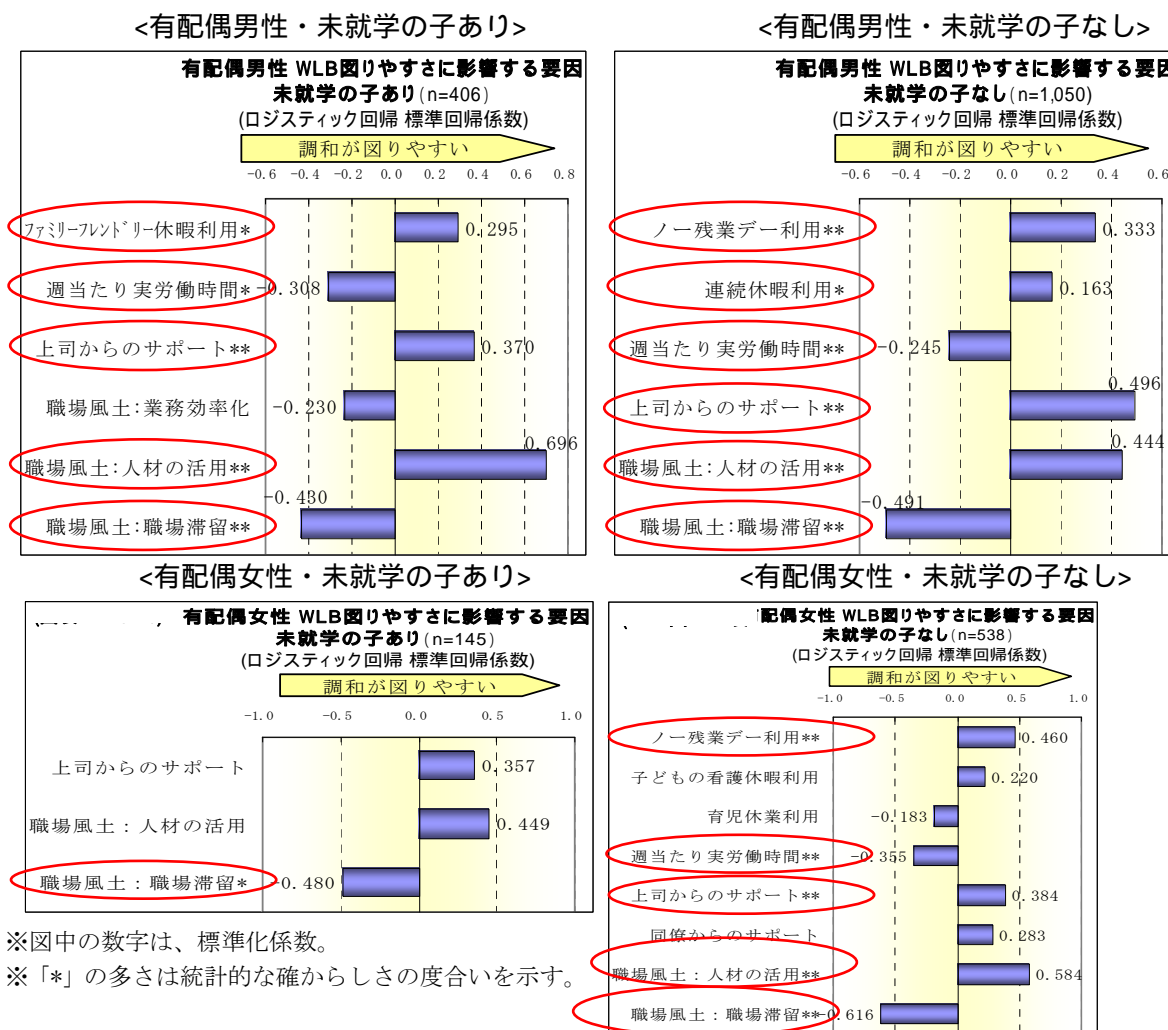 <有配偶男性・未就学の子あり>
有配偶男性 WLB図りやすさに影響する要因
未就学の子あり(n=406)
(ロジスティック回帰 標準回帰係数)
調和が図りやすい
-0.6 -0.4 -0.2 0.0 0.2 0.4 0.6 0.8
ファミリーフレンドリー休暇利用* 0.295
週当たり実労働時間* -0.308
上司からのサポート** 0.370
職場風土:業務効率化 -0.230
職場風土:人材の活用** 0.696
職場風土:職場滞留** -0.430
<有配偶男性・未就学の子なし>
有配偶男性 WLB図りやすさに影響する要因
未就学の子なし(n=1,050)
(ロジスティック回帰 標準回帰係数)
調和が図りやすい
-0.6 -0.4 -0.2 0.0 0.2 0.4 0.6
ノー残業デー利用** 0.333
連続休暇利用* 0.163
週当たり実労働時間** -0.245
上司からのサポート** 0.496
職場風土:人材の活用** 0.444
職場風土:職場滞留** -0.491
<有配偶女性・未就学の子あり>
有配偶女性 WLB図りやすさに影響する要因
未就学の子あり(n=145)
(ロジスティック回帰 標準回帰係数)
調和が図りやすい
-1.0 -0.5 0.0 0.5 1.0
上司からのサポート 0.357
職場風土：人材の活用 0.449
職場風土：職場滞留* -0.480
<有配偶女性・未就学の子なし>
配偶女性 WLB図りやすさに影響する要因
未就学の子なし(n=538)
(ロジスティック回帰 標準回帰係数)
調和が図りやすい
-1.0 -0.5 0.0 0.5 1.0
ノー残業デー利用** 0.460
子どもの看護休暇利用 0.220
育児休業利用 -0.183
週当たり実労働時間** -0.355
上司からのサポート** 0.384
同僚からのサポート 0.283
職場風土：人材の活用** 0.584
職場風土：職場滞留** -0.616
※図中の数字は、標準化係数。
※「*」の多さは統計的な確からしさの度合いを示す。